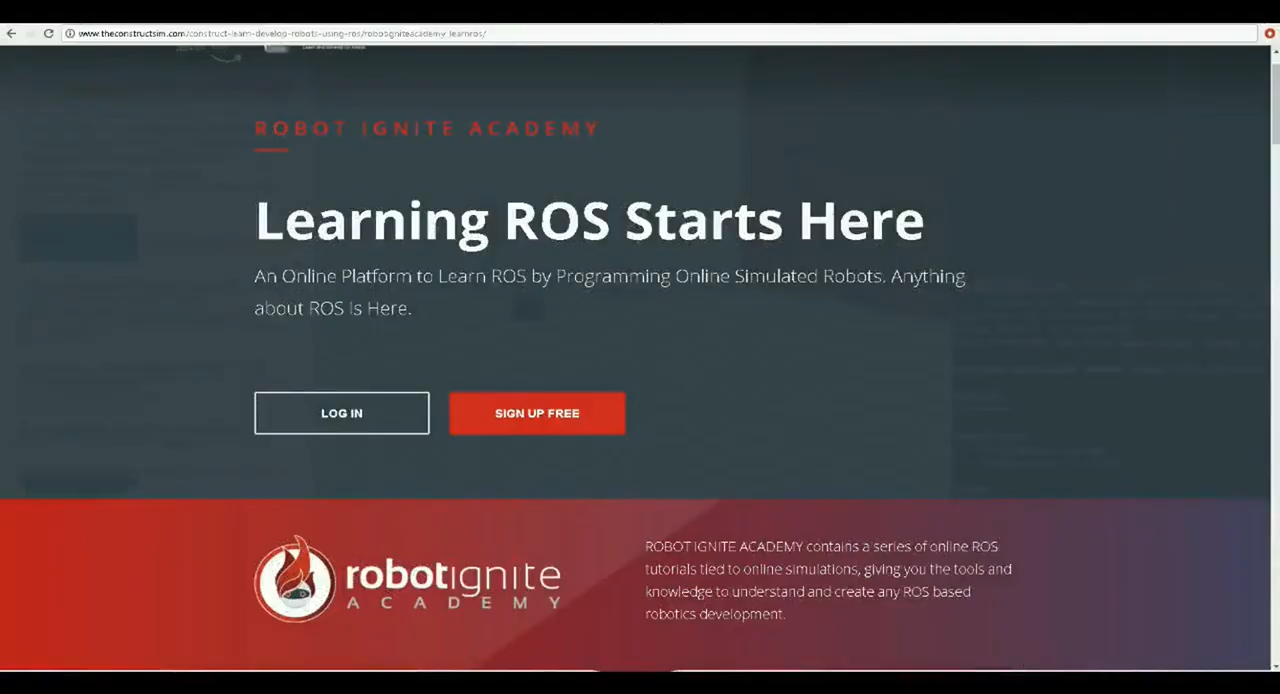 www.theconstructsim.com/construct-learn-develop-robots-using-ros/robotigniteacademy_learnros/
ROBOT IGNITE ACADEMY
Learning ROS Starts Here
An Online Platform to Learn ROS by Programming Online Simulated Robots. Anything
about ROS Is Here.
LOG IN
SIGN UP FREE
robotignite
ACADEMY
ROBOT IGNITE ACADEMY contains a series of online ROS
tutorials tied to online simulations, giving you the tools and
knowledge to understand and create any ROS based
robotics development.